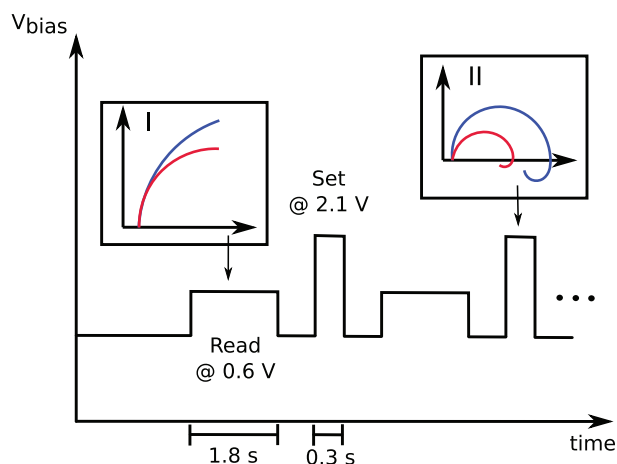 Vbias
I
II
Set
@ 2.1 V
Read
@ 0.6 V
• • •
1.8 s
0.3 s
time